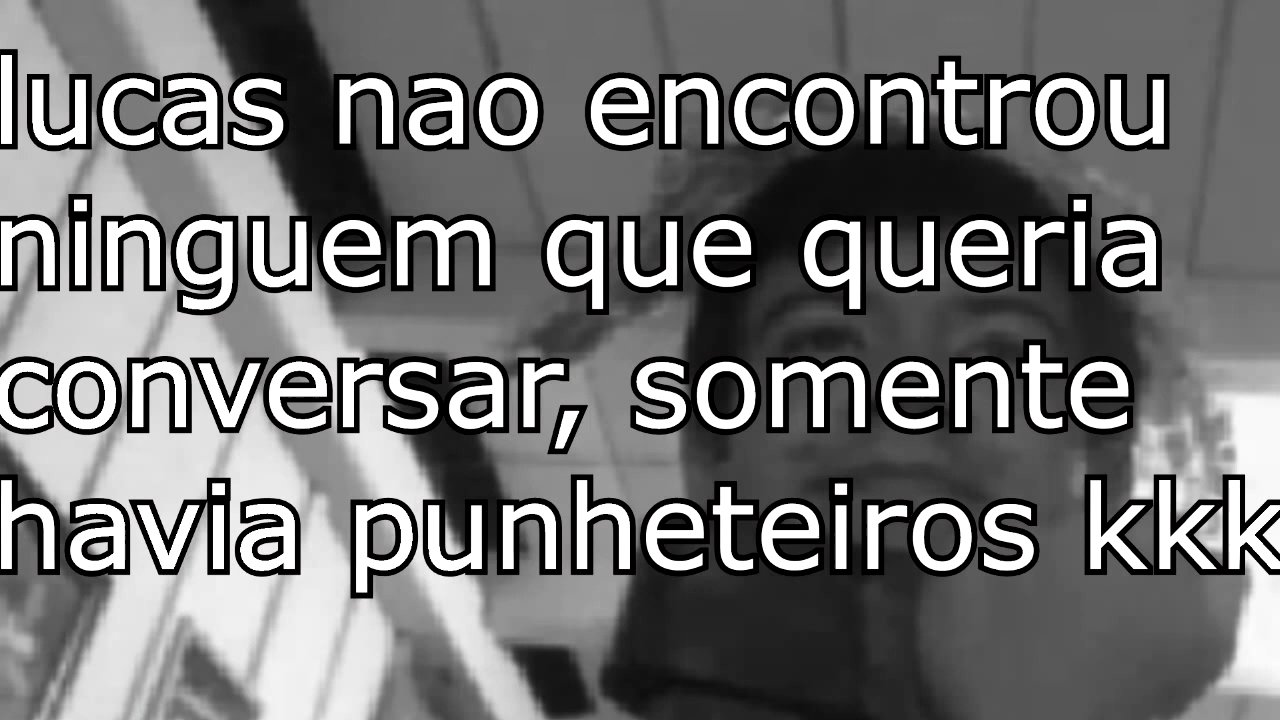 lucas nao encontrou
ninguem que queria
conversar, somente
havia punheteiros kkk